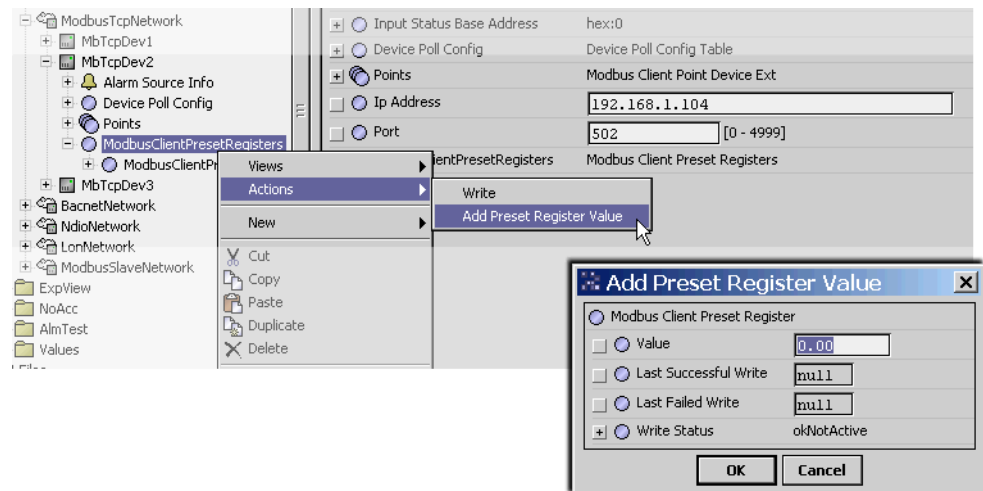 ModbusTcpNetwork
MbTcpDev1
MbTcpDev2
Alarm Source Info
Device Poll Config
Points
ModbusClientPresetRegisters
ModbusClientPr
MbTcpDev3
BacnetNetwork
NdioNetwork
LonNetwork
ModbusSlaveNetwork
ExpView
NoAcc
AlmTest
Values
Input Status Base Address hex:0
Device Poll Config Device Poll Config Table
Points Modbus Client Point Device Ext
Ip Address 192.168.1.104
Port 502 [0 - 4999]
ientPresetRegisters Modbus Client Preset Registers
Views
Actions
New
Cut
Copy
Paste
Duplicate
Delete
Write
Add Preset Register Value
Add Preset Register Value
Modbus Client Preset Register
Value 0.00
Last Successful Write null
Last Failed Write null
Write Status okNotActive
OK Cancel